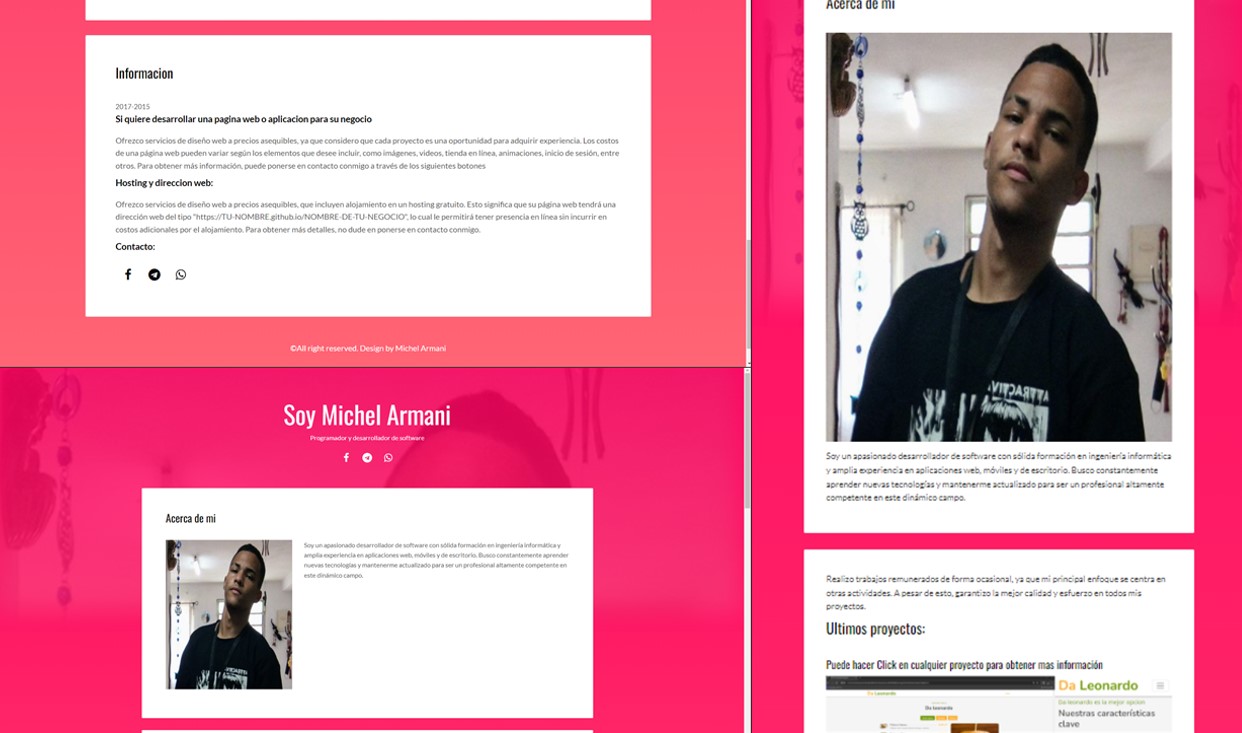 Informacion
2017-2015
Si quiere desarrollar una pagina web o aplicacion para su negocio
Ofrezco servicios de diseño web a precios asequibles, ya que considero que cada proyecto es una oportunidad para adquirir experiencia. Los costos
de una página web pueden variar según los elementos que desee incluir, como imágenes, videos, tienda en línea, animaciones, inicio de sesión, entre
otros. Para obtener más información, puede ponerse en contacto conmigo a través de los siguientes botones
Hosting y direccion web:
Ofrezco servicios de diseño web a precios asequibles, que incluyen alojamiento en un hosting gratuito. Esto significa que su página web tendrá una
dirección web del tipo "https://TU-NOMBRE.github.io/NOMBRE-DE-TU-NEGOCIO", lo cual le permitirá tener presencia en línea sin incurrir en
costos adicionales por el alojamiento. Para obtener más detalles, no dude en ponerse en contacto conmigo.
Contacto:
©All right reserved. Design by Michel Armani
Soy Michel Armani
Programador y desarrollador de software
Acerca de mi
Soy un apasionado desarrollador de software con sólida formación en ingeniería informática y
amplia experiencia en aplicaciones web, móviles y de escritorio. Busco constantemente aprender
nuevas tecnologías y mantenerme actualizado para ser un profesional altamente competente en
este dinámico campo.
Acerca de mi
Soy un apasionado desarrollador de software con sólida formación en ingeniería informática
y amplia experiencia en aplicaciones web, móviles y de escritorio. Busco constantemente
aprender nuevas tecnologías y mantenerme actualizado para ser un profesional altamente
competente en este dinámico campo.
Realizo trabajos remunerados de forma ocasional, ya que mi principal enfoque se centra en
otras actividades. A pesar de esto, garantizo la mejor calidad y esfuerzo en todos mis
proyectos.
Ultimos proyectos:
Puede hacer Click en cualquier proyecto para obtener mas información
Da Leonardo
Da leonardo
Da Leonardo
Da leonardo es la mejor opcion
Nuestras características
clave